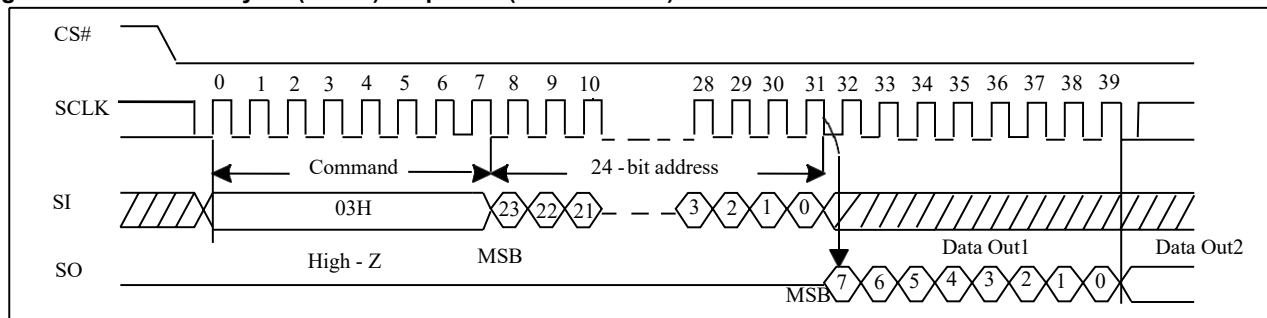 CS#
0 1 2 3 4 5 6 7 8 9 10 28 29 30 31 32 33 34 35 36 37 38 39
SCLK
Command 24 - bit address
SI 03H 23 22 21 3 2 1 0
High - Z MSB Data Out1 Data Out2
SO 7 6 5 4 3 2 1 0
MSB